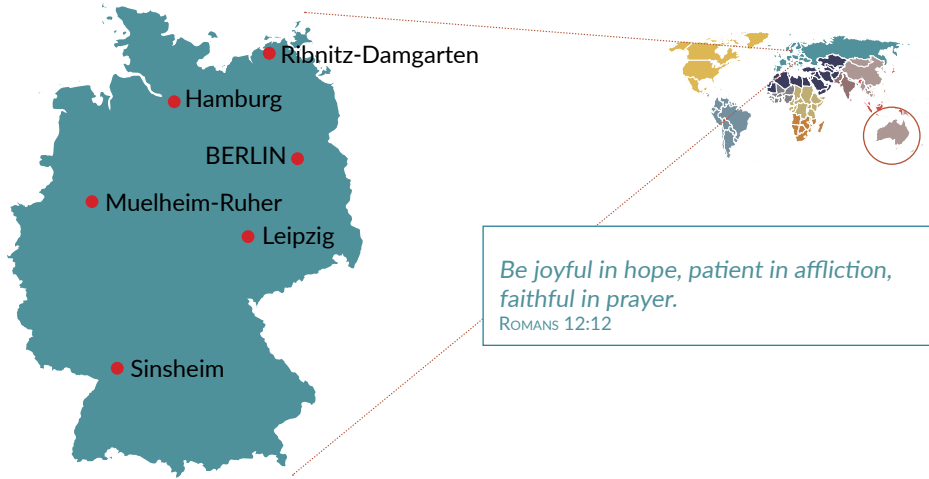 Ribnitz-Damgarten
Hamburg
BERLIN
Muelheim-Ruher
Leipzig
Sinsheim
Be joyful in hope, patient in affliction,
faithful in prayer.
Romans 12:12